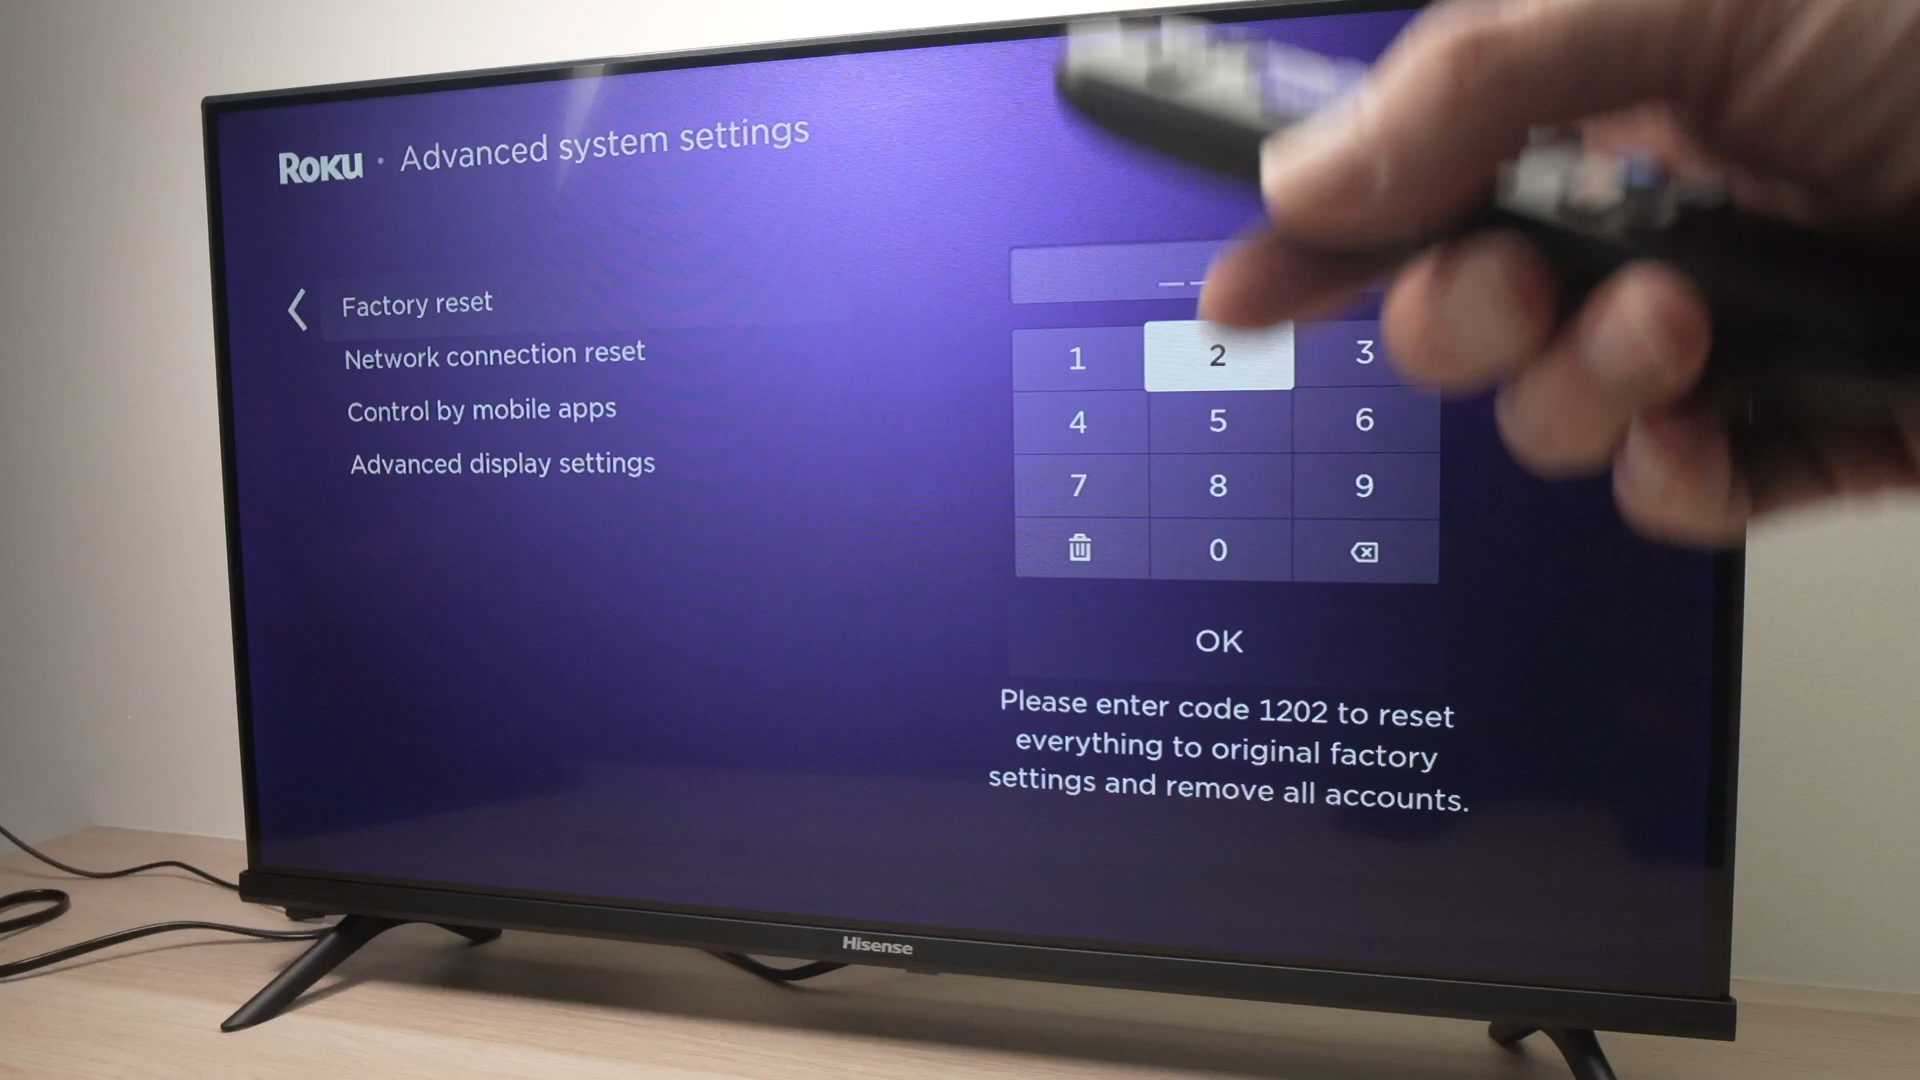 Roku · Advanced system settings
Factory reset
Network connection reset
Control by mobile apps
Advanced display settings
1 2 3
4 5 6
7 8 9
0
OK
Please enter code 1202 to reset
everything to original factory
settings and remove all accounts.
Hisense